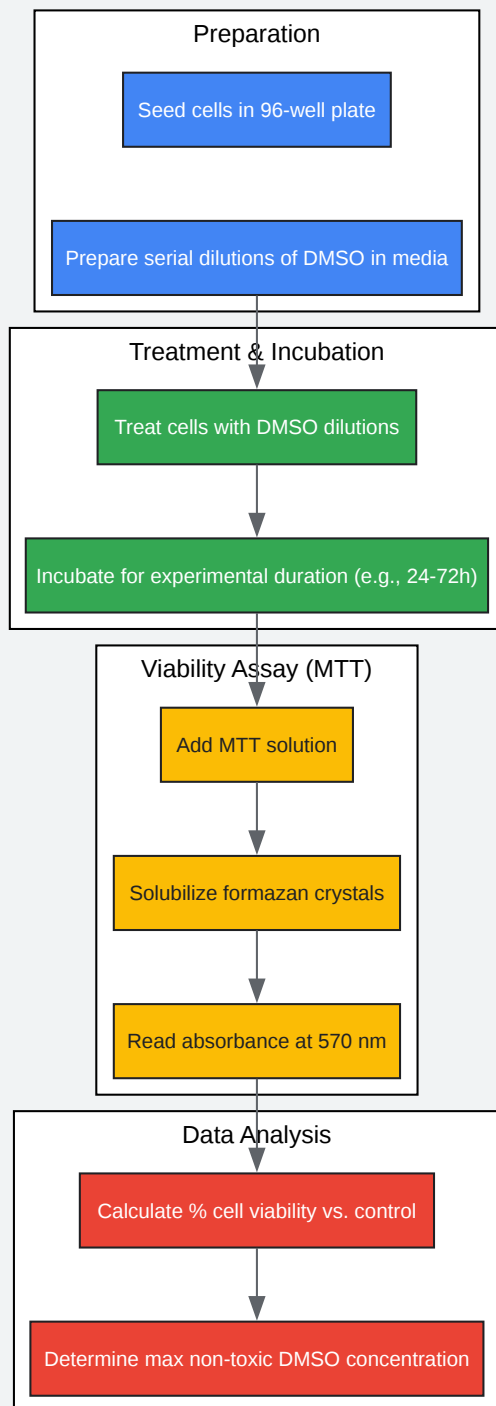 Preparation
Seed cells in 96-well plate
Prepare serial dilutions of DMSO in media
Treatment & Incubation
Treat cells with DMSO dilutions
Incubate for experimental duration (e.g., 24-72h)
Viability Assay (MTT)
Add MTT solution
Solubilize formazan crystals
Read absorbance at 570 nm
Data Analysis
Calculate % cell viability vs. control
Determine max non-toxic DMSO concentration